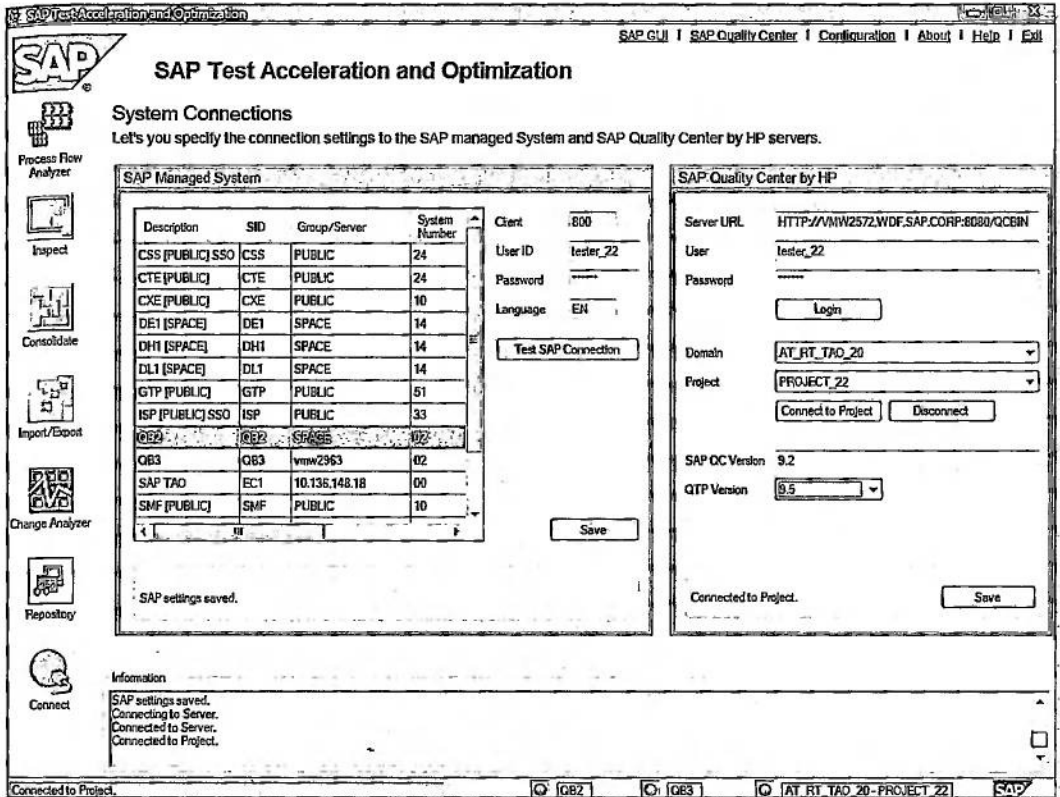 SAP Test Acceleration and Optimization
SAP GUI | SAP Quality Center | Configuration | About | Help | Exit
SAP
SAP Test Acceleration and Optimization
System Connections
Let's you specify the connection settings to the SAP managed System and SAP Quality Center by HP servers.
Process Flow Analyzer
Inspect
Consolidate
Import/Export
Change Analyzer
Repository
Connect
SAP Managed System
Description SID Group/Server System Number
CSS [PUBLIC] SSO CSS PUBLIC 24
CTE [PUBLIC] CTE PUBLIC 24
CXE [PUBLIC] CXE PUBLIC 10
DE1 [SPACE] DE1 SPACE 14
DH1 [SPACE] DH1 SPACE 14
DL1 [SPACE] DL1 SPACE 14
GTP [PUBLIC] GTP PUBLIC 51
ISP [PUBLIC] SSO ISP PUBLIC 33
QB2 QB2 SPACE 02
QB3 QB3 vmw2963 02
SAP TAO EC1 10.136.148.18 00
SMF [PUBLIC] SMF PUBLIC 10
Client 800
User ID tester_22
Password ******
Language EN
Test SAP Connection
Save
SAP settings saved.
SAP Quality Center by HP
Server URL HTTP://VMW2572.WDF.SAP.CORP:8080/QCBIN
User tester_22
Password ******
Login
Domain AT_RT_TAO_20
Project PROJECT_22
Connect to Project Disconnect
SAP QC Version 9.2
QTP Version 9.5
Connected to Project. Save
Information
SAP settings saved.
Connecting to Server.
Connected to Server.
Connected to Project.
Connected to Project. QB2 QB3 AT_RT_TAO_20 - PROJECT_22 SAP